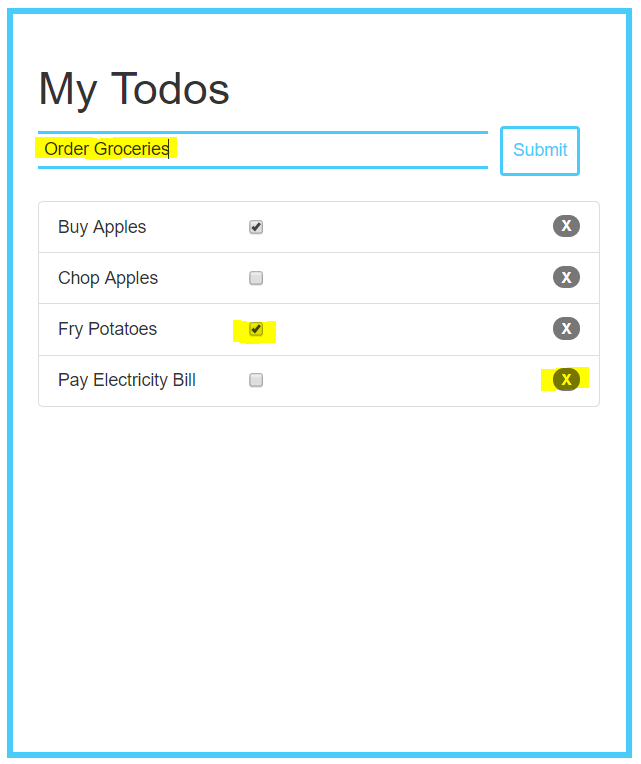 My Todos
Order Groceries
Submit
Buy Apples X
Chop Apples X
Fry Potatoes X
Pay Electricity Bill X